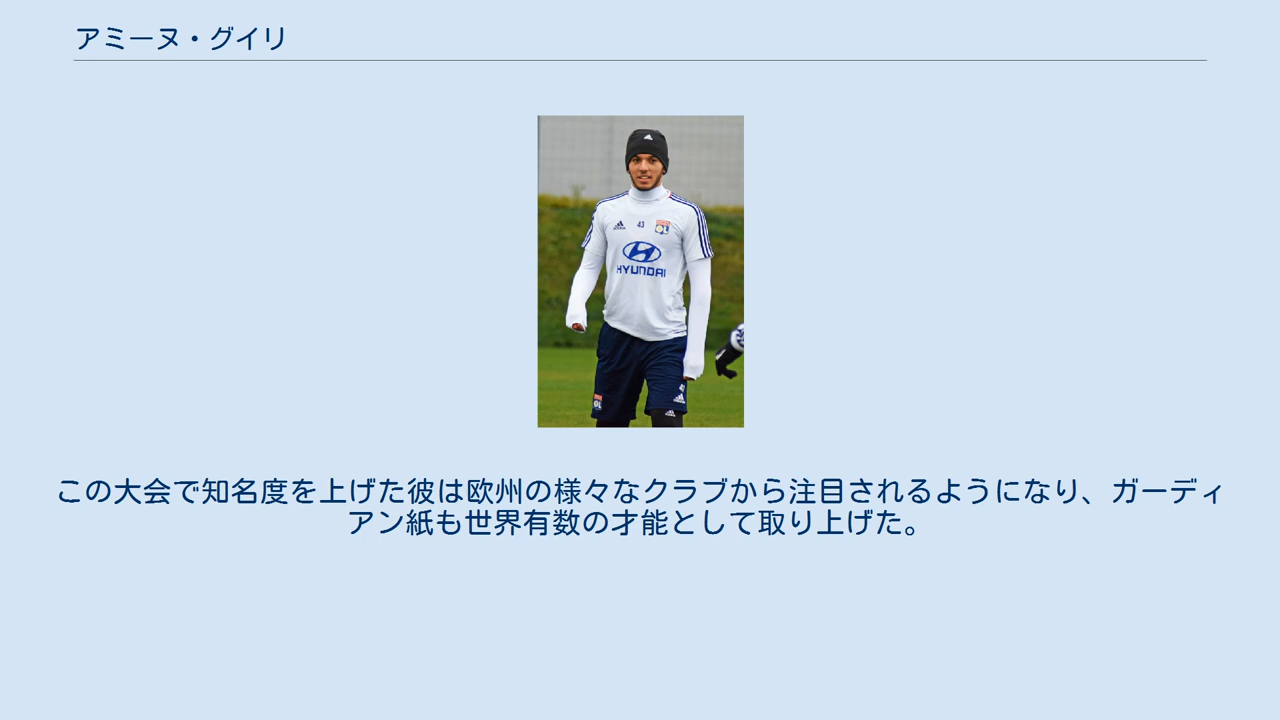 アミーヌ・グイリ
43
HYUNDAI
OL
43
この大会で知名度を上げた彼は欧州の様々なクラブから注目されるようになり、ガーディ
アン紙も世界有数の才能として取り上げた。